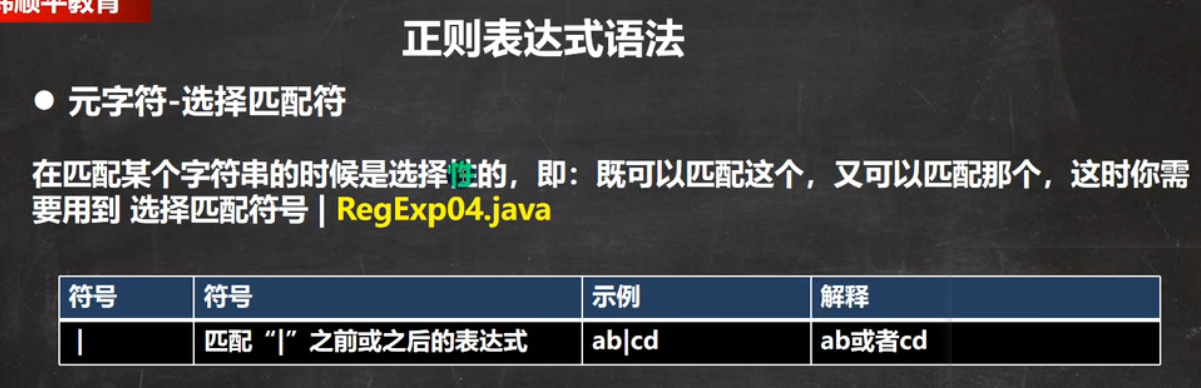 韩顺平教育
正则表达式语法
● 元字符-选择匹配符
在匹配某个字符串的时候是选择性的，即：既可以匹配这个，又可以匹配那个，这时你需
要用到 选择匹配符号 | RegExp04.java
符号 符号 示例 解释
| 匹配“|”之前或之后的表达式 ab|cd ab或者cd